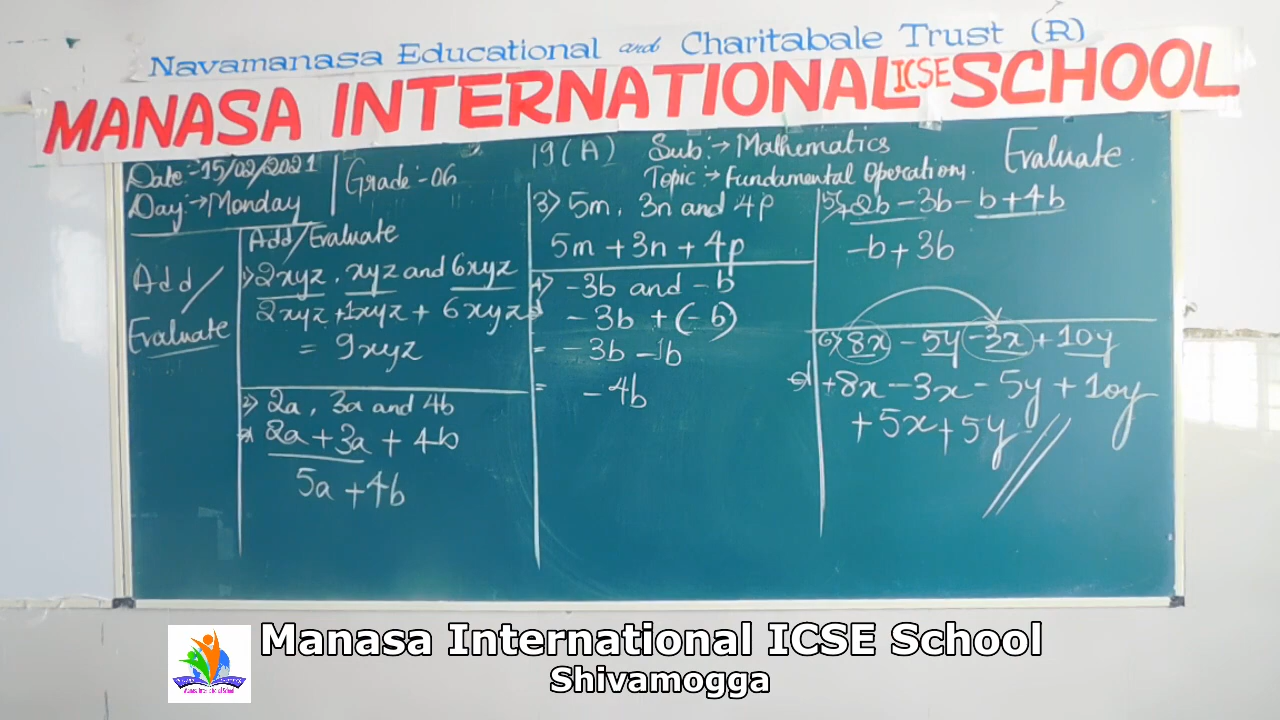 Navamanasa Educational and Charitabale Trust (R)
MANASA INTERNATIONAL ICSE SCHOOL
Date:-15/02/2021
Day:→Monday
Grade:-06
19(A)
Sub:→Mathematics
Topic:→Fundamental Operations.
Evaluate.
Add/
Evaluate
Add/Evaluate
1) 2xyz, xyz and 6xyz
2xyz+1xyz+ 6xyz
= 9xyz
2) 2a, 3a and 4b
2a+3a+4b
5a+4b
3) 5m, 3n and 4p
5m+3n+4p
4) -3b and -b
-3b+(-b)
= -3b-1b
= -4b
5) +2b-3b-b+4b
-b+3b
6) 8x-5y-3x+10y
+8x-3x-5y+10y
+5x+5y
Manasa International ICSE School
Shivamogga